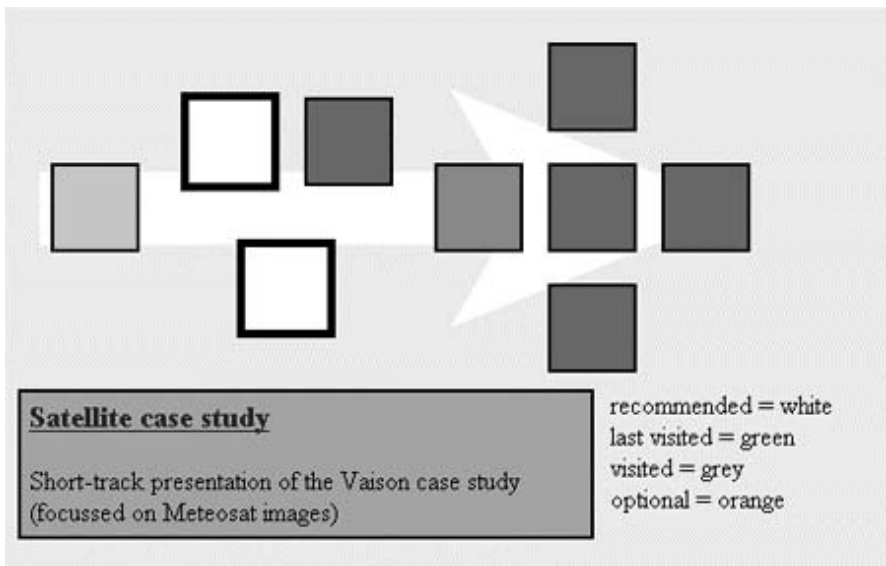 Satellite case study
Short-track presentation of the Vaison case study
(focussed on Meteosat images)
recommended = white
last visited = green
visited = grey
optional = orange